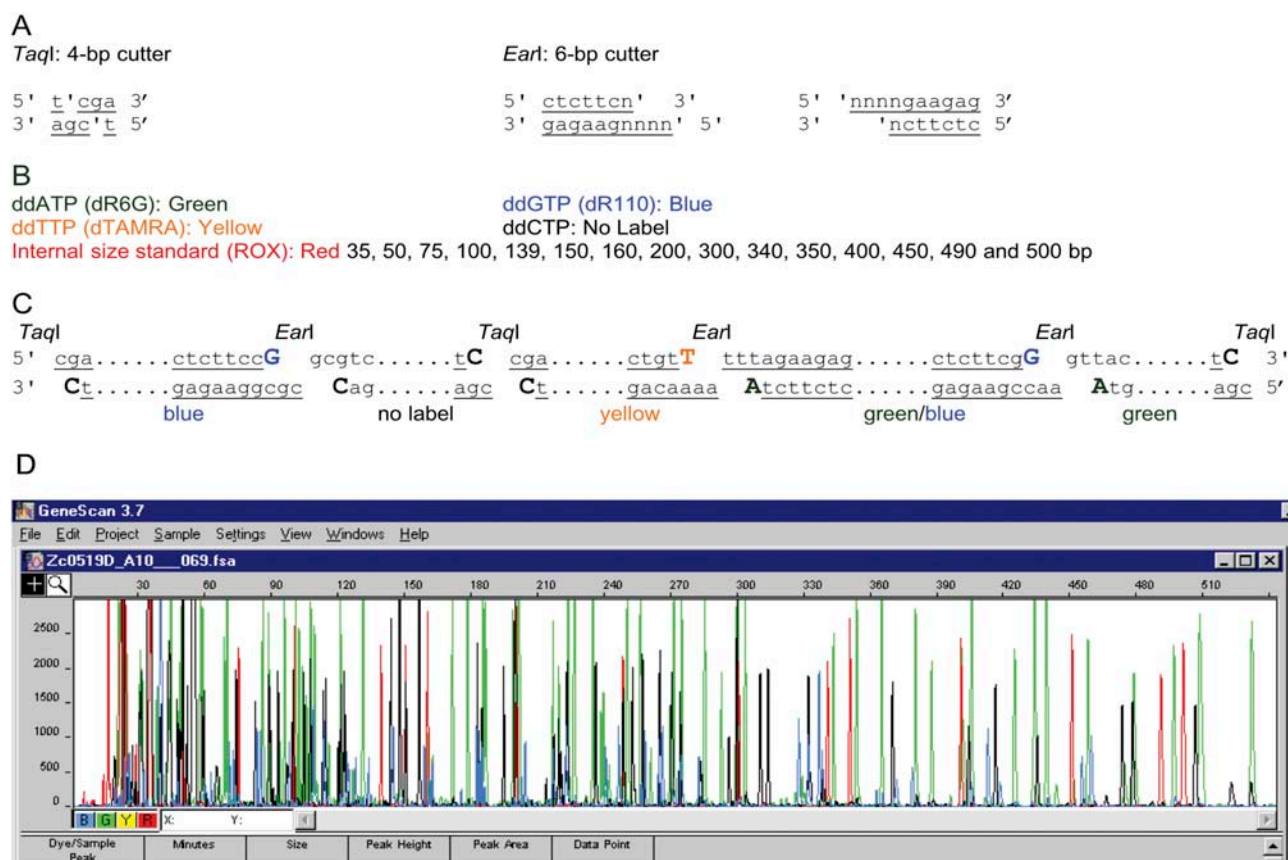 A
TaqI: 4-bp cutter EarI: 6-bp cutter
5' t'cga 3' 5' ctcttcn' 3' 5' 'nnnngaagag 3'
3' agc't 5' 3' gagaagnnnn' 5' 3' 'ncttctc 5'
B
ddATP (dR6G): Green ddGTP (dR110): Blue
ddTTP (dTAMRA): Yellow ddCTP: No Label
Internal size standard (ROX): Red 35, 50, 75, 100, 139, 150, 160, 200, 300, 340, 350, 400, 450, 490 and 500 bp
C
TaqI EarI TaqI EarI EarI TaqI
5' cga......ctcttccG gcgtc......tC cga......ctgtT tttagaagag......ctcttcgG gttac......tC 3'
3' Ct......gagaaggcgc Cag......agc Ct......gacaaaa Atcttctc......gagaagccaa Atg......agc 5'
blue no label yellow green/blue green
D
GeneScan 3.7
File Edit Project Sample Settings View Windows Help
Zc0519D_A10___069.fsa
30 60 90 120 150 180 210 240 270 300 330 360 390 420 450 480 510
2500
2000
1500
1000
500
0
B G Y R X: Y:
Dye/Sample Peak Minutes Size Peak Height Peak Area Data Point